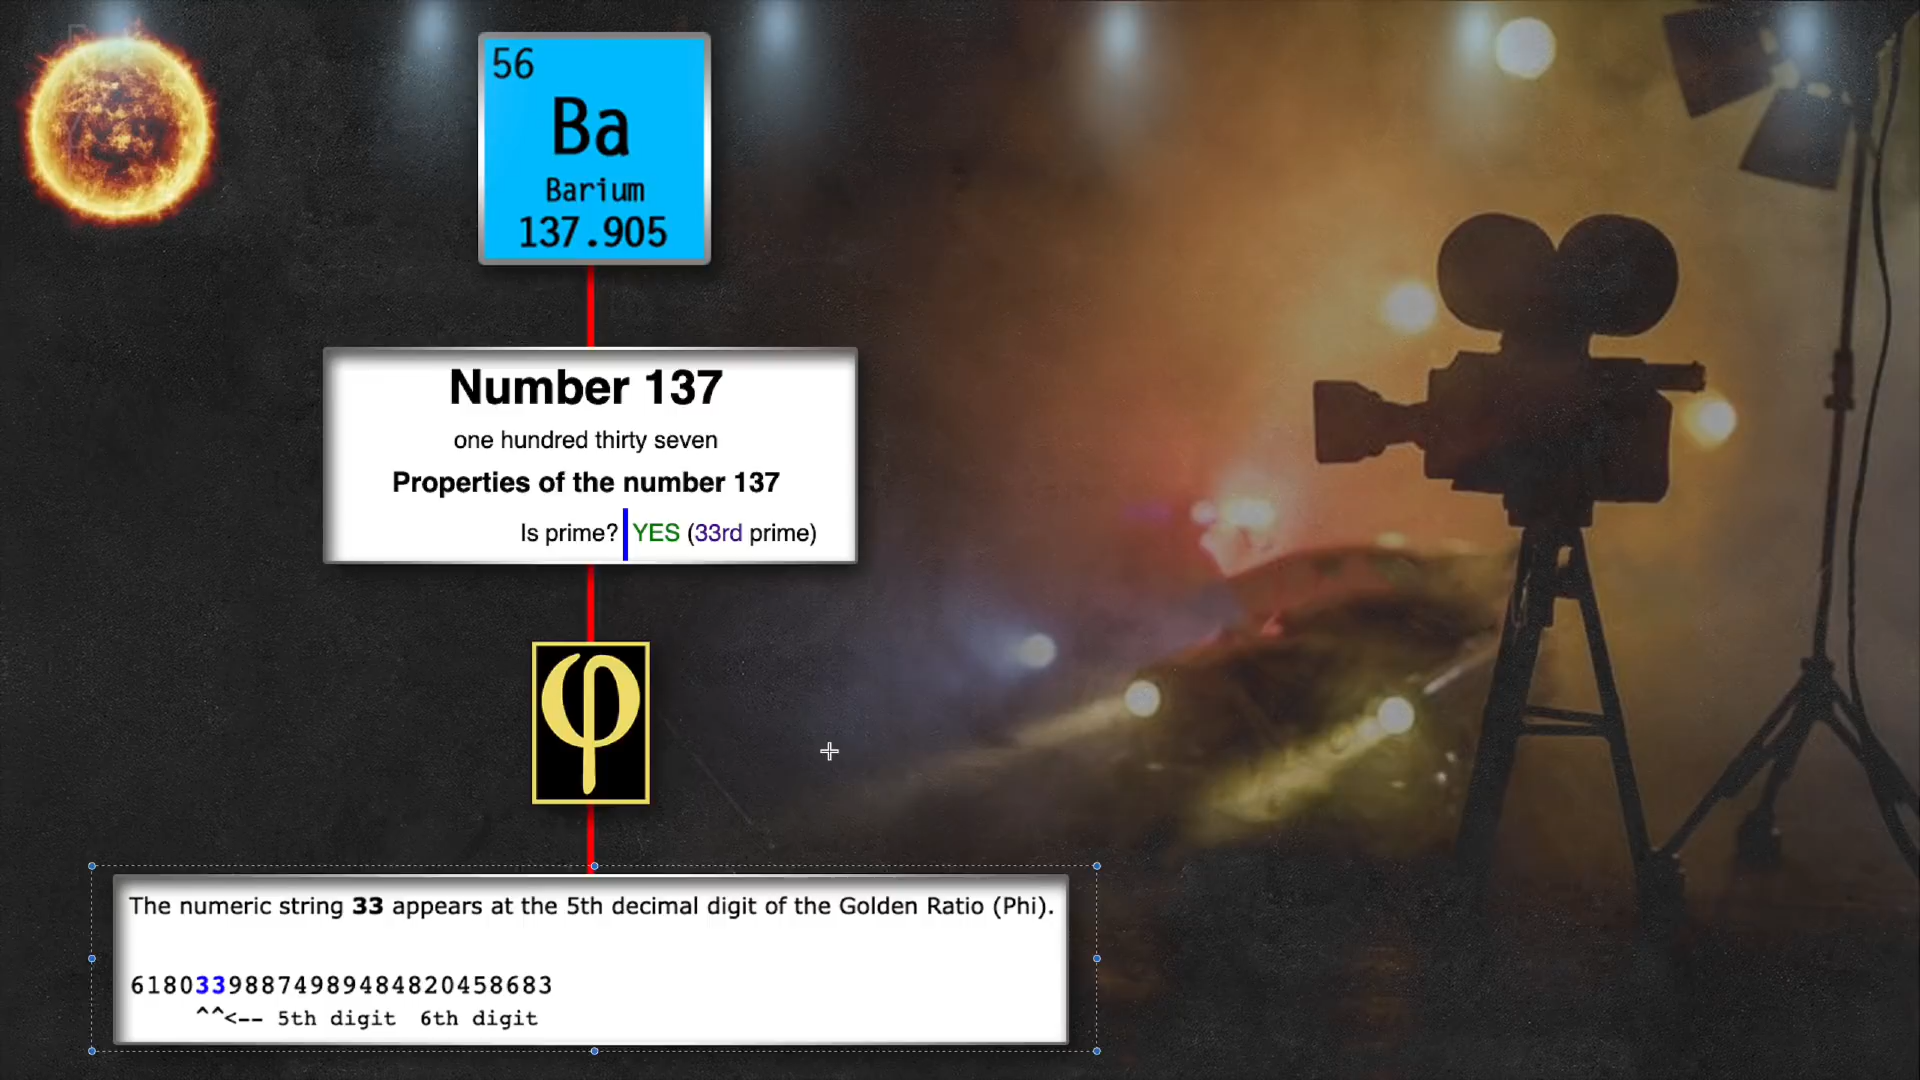 56
Ba
Barium
137.905
Number 137
one hundred thirty seven
Properties of the number 137
Is prime? YES (33rd prime)
φ
The numeric string 33 appears at the 5th decimal digit of the Golden Ratio (Phi).
618033988749894848204586​83
^^<-- 5th digit 6th digit